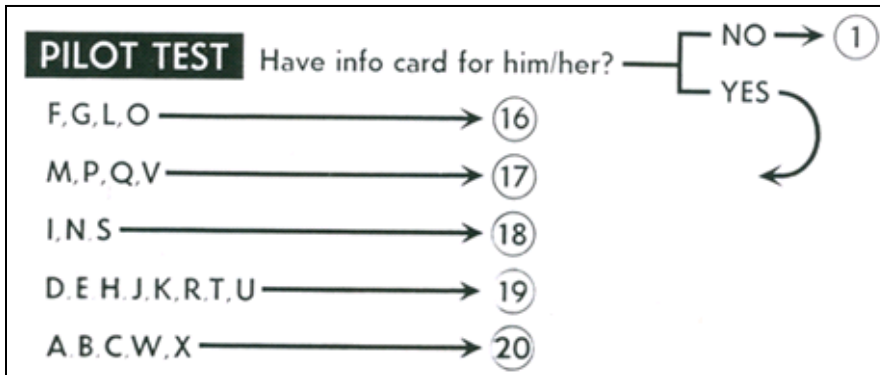 PILOT TEST Have info card for him/her? NO 1
YES
F,G,L,O 16
M,P,Q,V 17
I,N.S 18
D.E.H.J.K,R.T,U 19
A.B.C.W,X 20